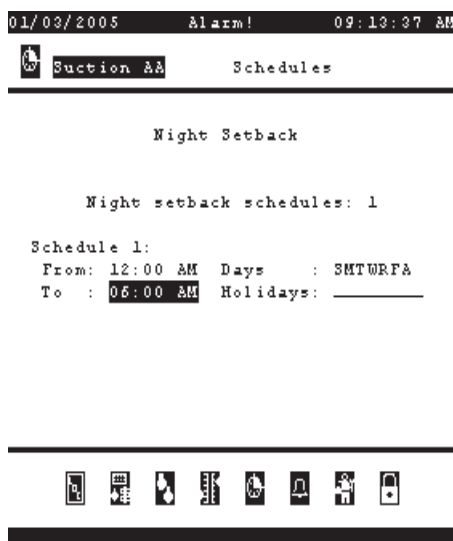 01/03/2005 Alarm! 09:13:37 AM
Suction AA Schedules
Night Setback
Night setback schedules: 1
Schedule 1:
From: 12:00 AM Days : SMTWRFA
To : 06:00 AM Holidays: ________